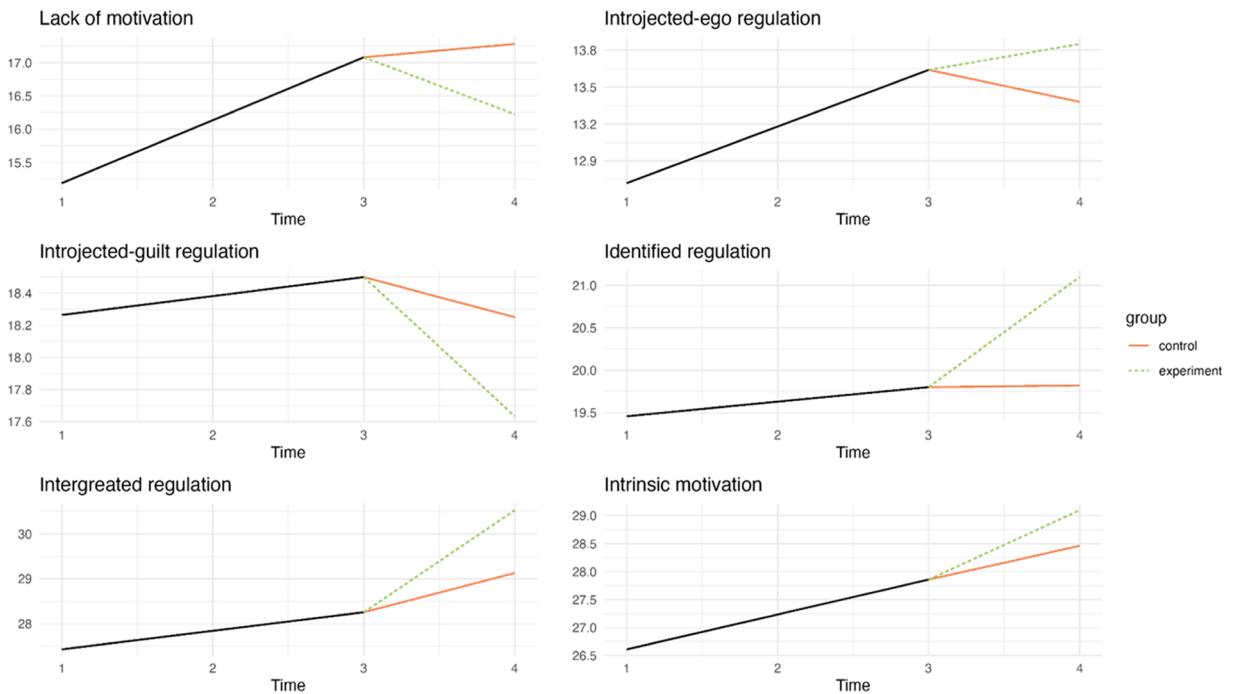 Lack of motivation
17.0
16.5
16.0
15.5
1 2 3 4
Time
Introjected-ego regulation
13.8
13.5
13.2
12.9
1 2 3 4
Time
Introjected-guilt regulation
18.4
18.2
18.0
17.8
17.6
1 2 3 4
Time
Identified regulation
21.0
20.5
20.0
19.5
1 2 3 4
Time
group
control
experiment
Intergreated regulation
30
29
28
1 2 3 4
Time
Intrinsic motivation
29.0
28.5
28.0
27.5
27.0
26.5
1 2 3 4
Time